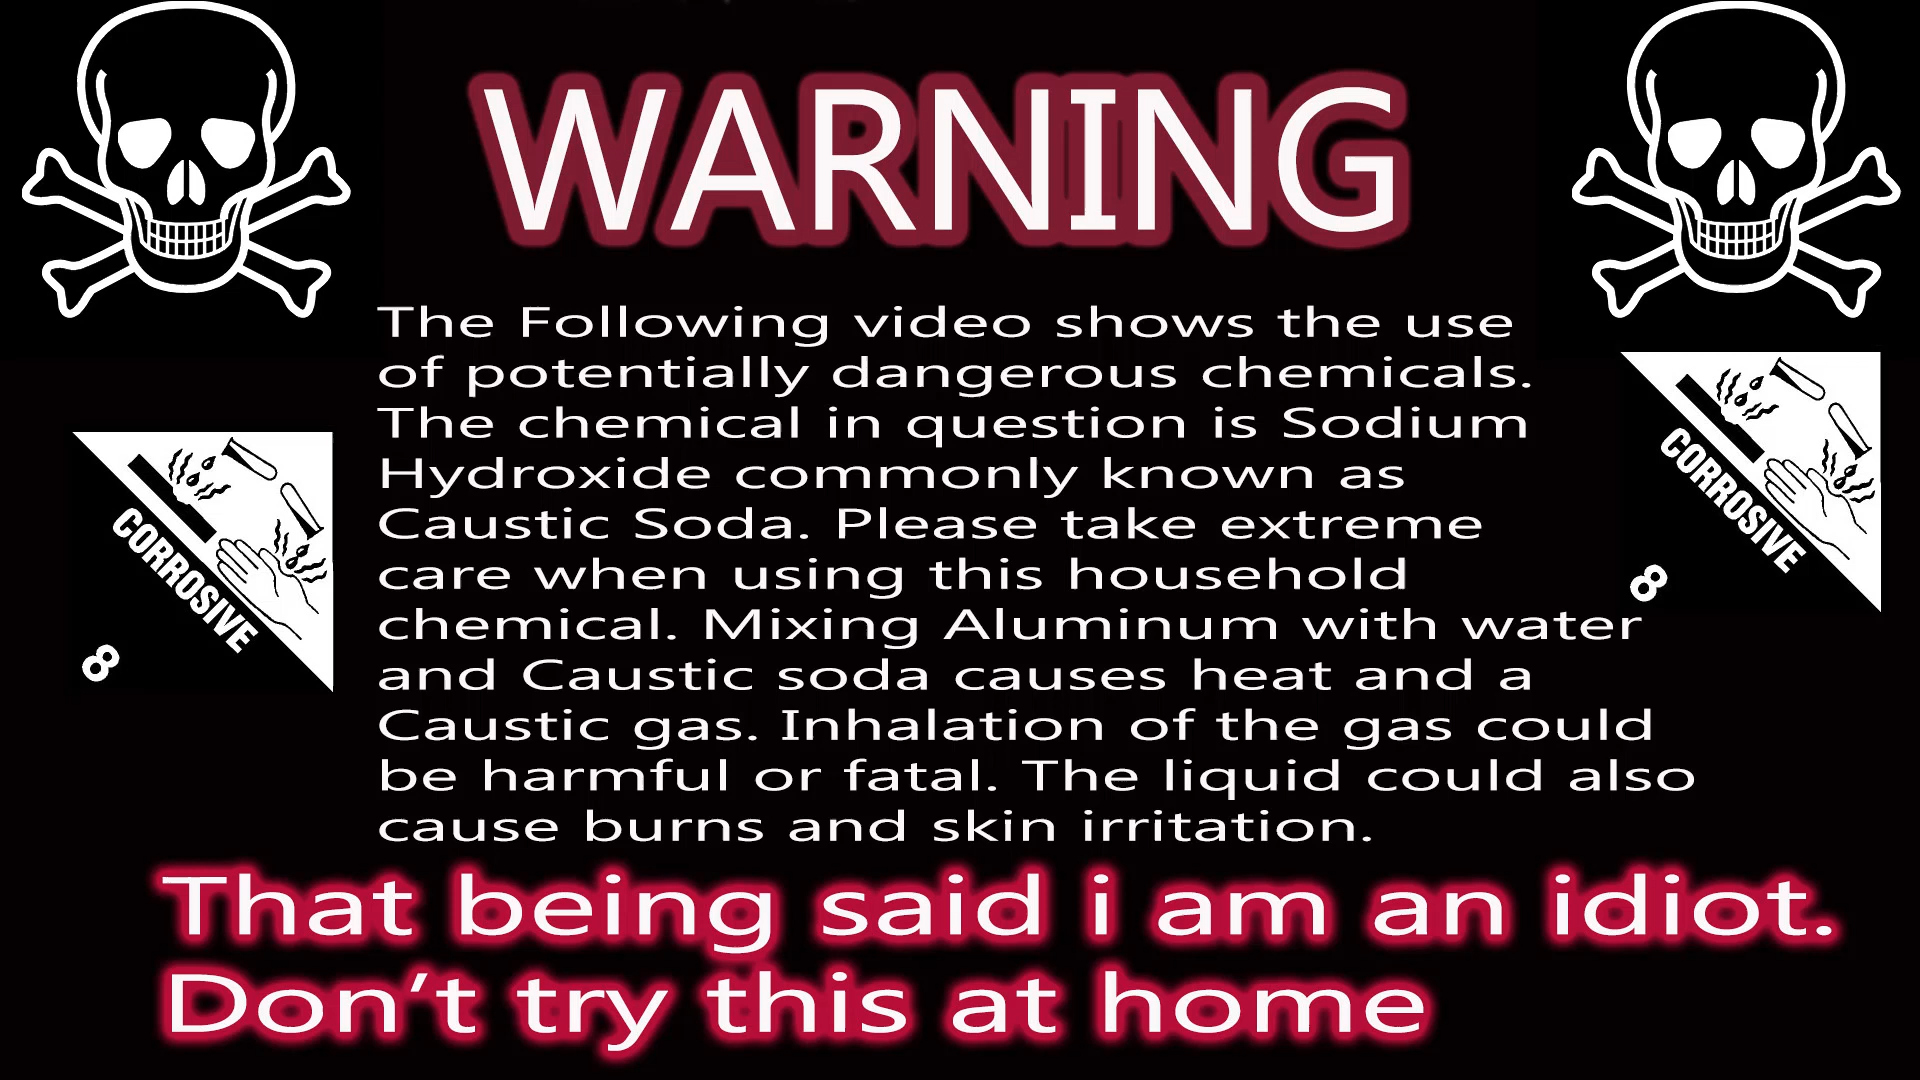 WARNING
The Following video shows the use
of potentially dangerous chemicals.
The chemical in question is Sodium
Hydroxide commonly known as
Caustic Soda. Please take extreme
care when using this household
chemical. Mixing Aluminum with water
and Caustic soda causes heat and a
Caustic gas. Inhalation of the gas could
be harmful or fatal. The liquid could also
cause burns and skin irritation.
CORROSIVE
8
CORROSIVE
8
That being said i am an idiot.
Don't try this at home